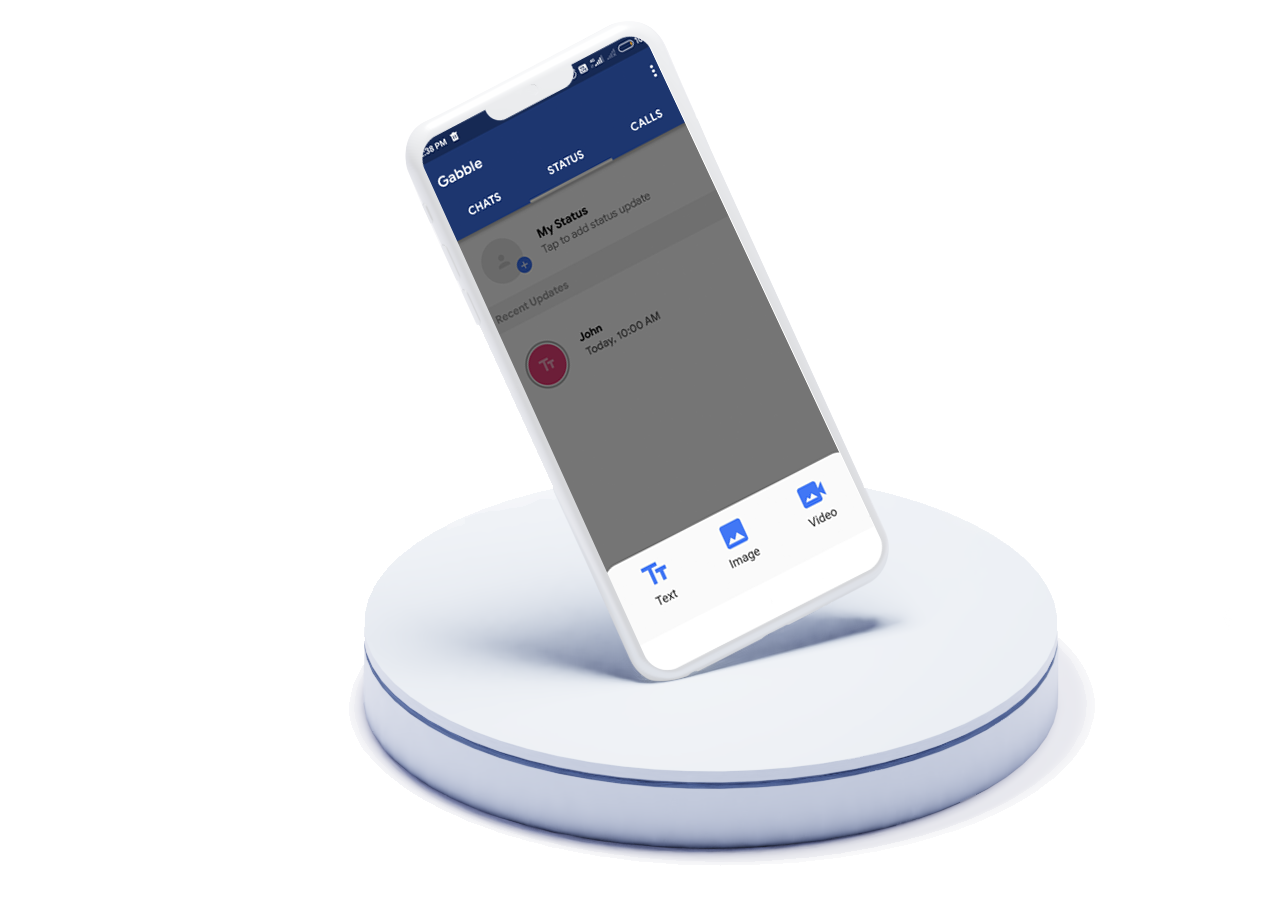 :38 PM
Gabble
CHATS STATUS CALLS
My Status
Tap to add status update
Recent Updates
John
Today, 10:00 AM
Text Image Video